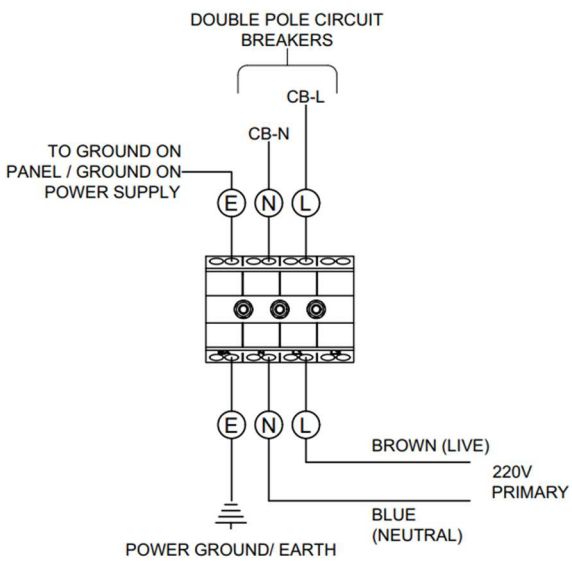 DOUBLE POLE CIRCUIT
BREAKERS
CB-L
CB-N
TO GROUND ON
PANEL / GROUND ON
POWER SUPPLY
E N L
E N L
BROWN (LIVE)
220V
PRIMARY
BLUE
(NEUTRAL)
POWER GROUND/ EARTH